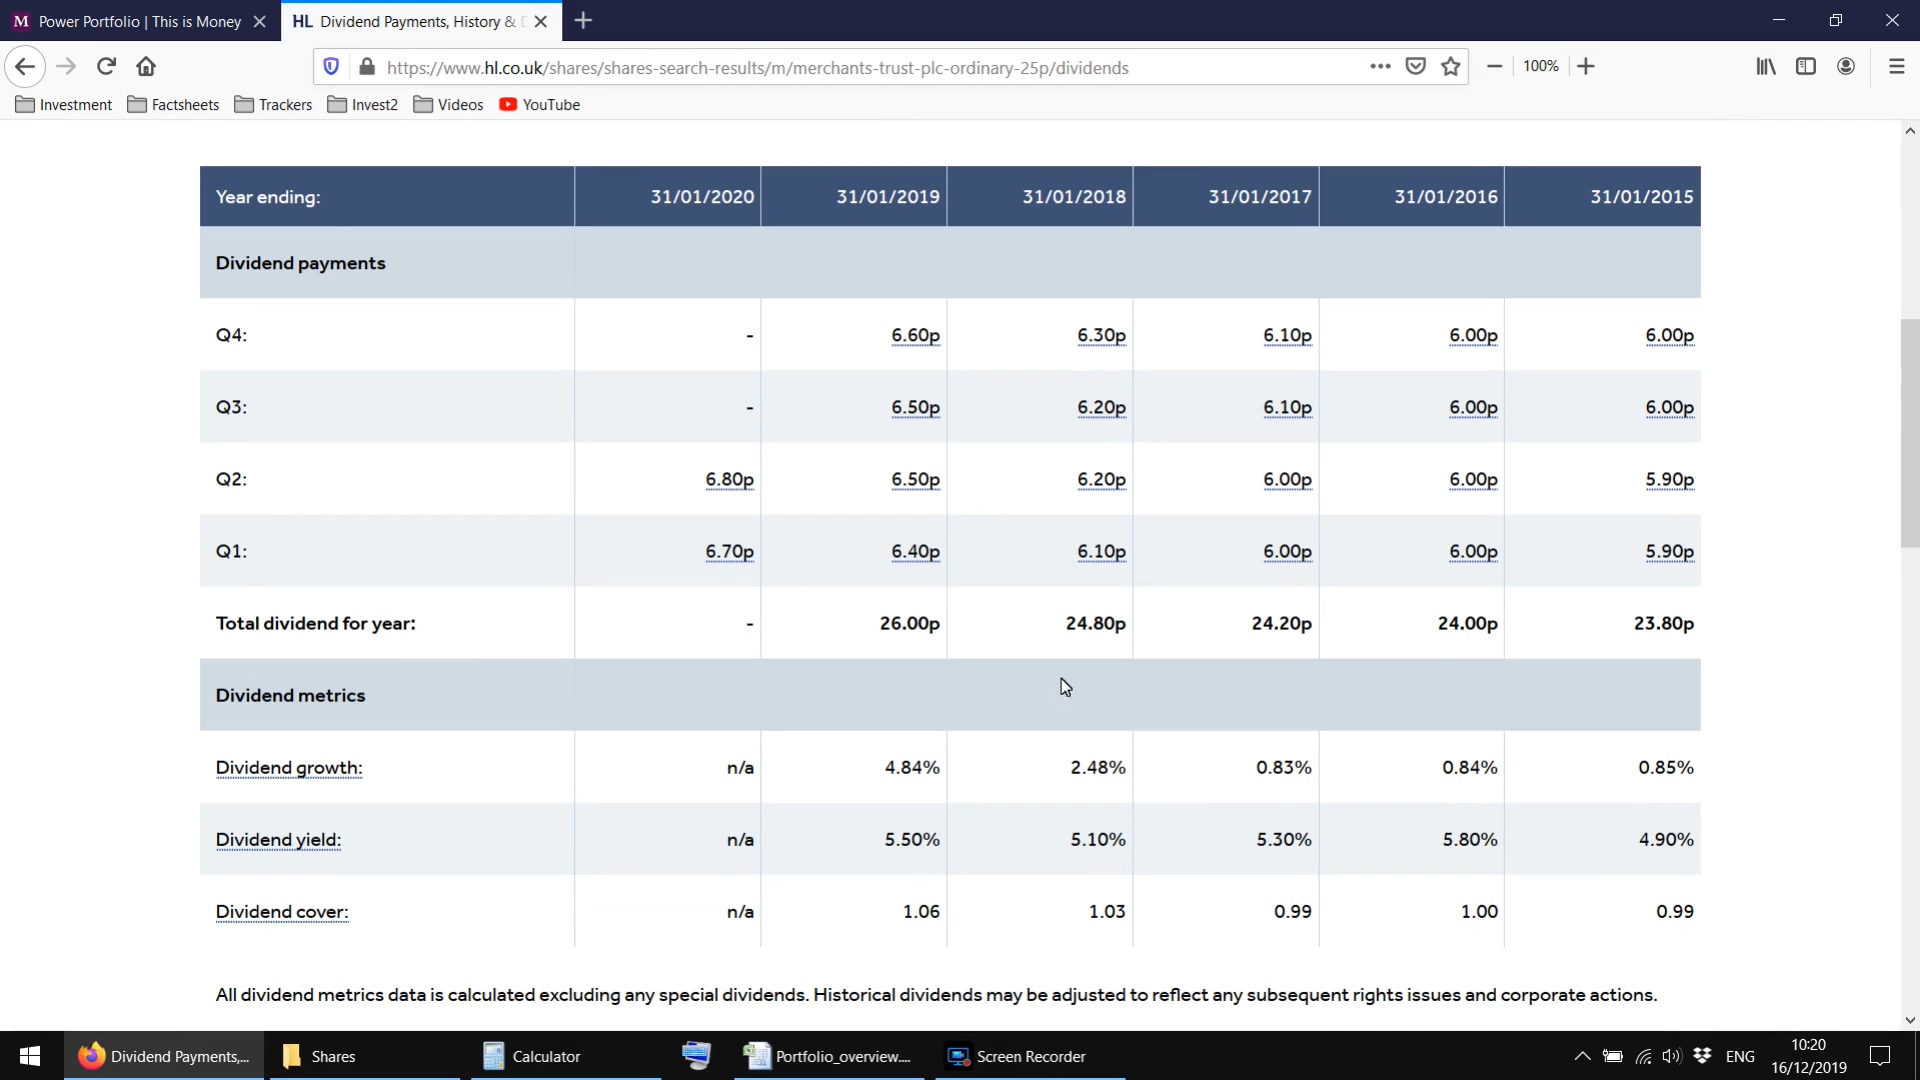 Power Portfolio | This is Money
HL Dividend Payments, History &
https://www.hl.co.uk/shares/shares-search-results/m/merchants-trust-plc-ordinary-25p/dividends
100%
Investment Factsheets Trackers Invest2 Videos YouTube
Year ending: 31/01/2020 31/01/2019 31/01/2018 31/01/2017 31/01/2016 31/01/2015
Dividend payments
Q4: - 6.60p 6.30p 6.10p 6.00p 6.00p
Q3: - 6.50p 6.20p 6.10p 6.00p 6.00p
Q2: 6.80p 6.50p 6.20p 6.00p 6.00p 5.90p
Q1: 6.70p 6.40p 6.10p 6.00p 6.00p 5.90p
Total dividend for year: - 26.00p 24.80p 24.20p 24.00p 23.80p
Dividend metrics
Dividend growth: n/a 4.84% 2.48% 0.83% 0.84% 0.85%
Dividend yield: n/a 5.50% 5.10% 5.30% 5.80% 4.90%
Dividend cover: n/a 1.06 1.03 0.99 1.00 0.99
All dividend metrics data is calculated excluding any special dividends. Historical dividends may be adjusted to reflect any subsequent rights issues and corporate actions.
Dividend Payments,... Shares Calculator Portfolio_overview.... Screen Recorder ENG
10:20
16/12/2019